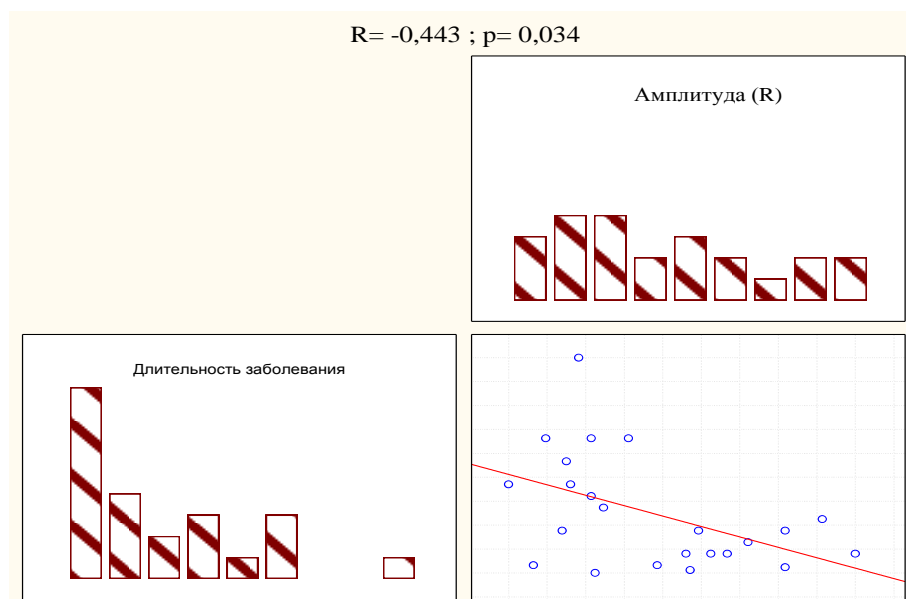 R= -0,443 ; p= 0,034
Амплитуда (R)
Длительность заболевания